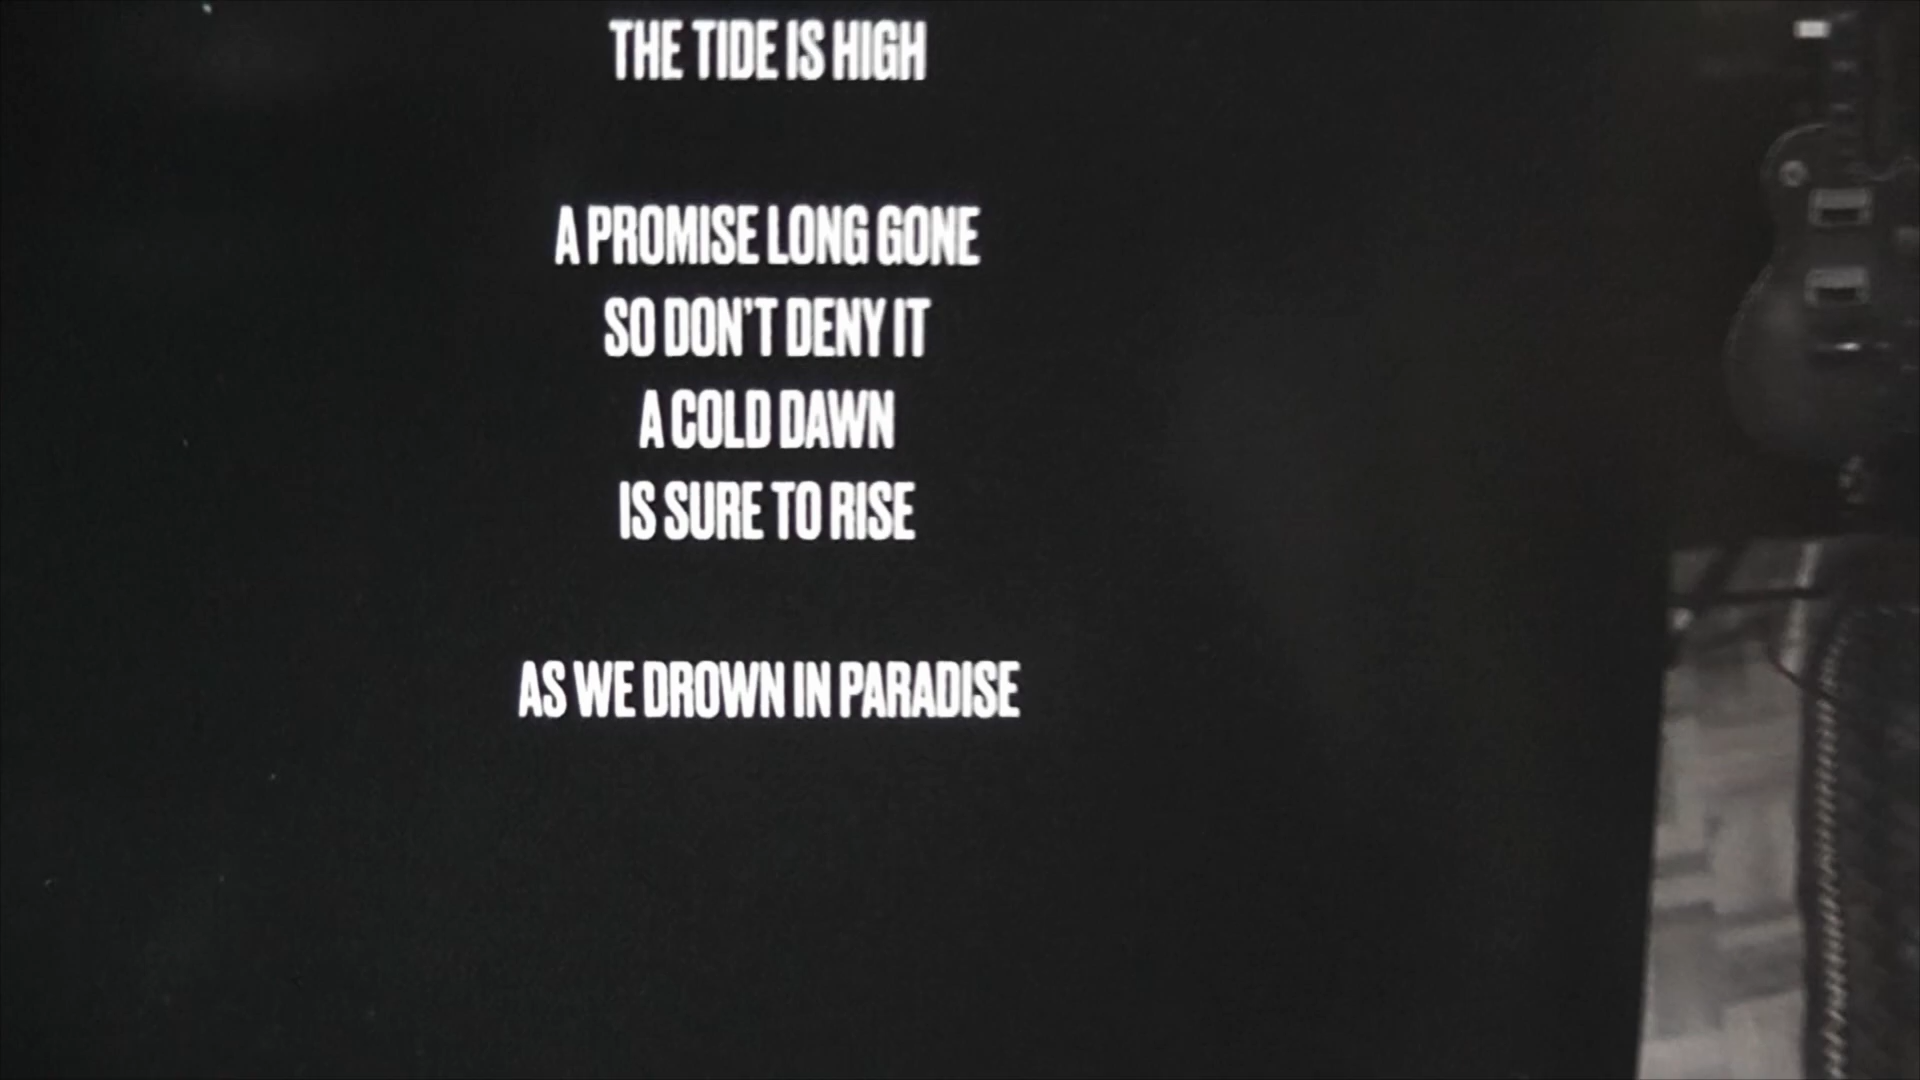 THE TIDE IS HIGH
A PROMISE LONG GONE
SO DON'T DENY IT
A COLD DAWN
IS SURE TO RISE
AS WE DROWN IN PARADISE